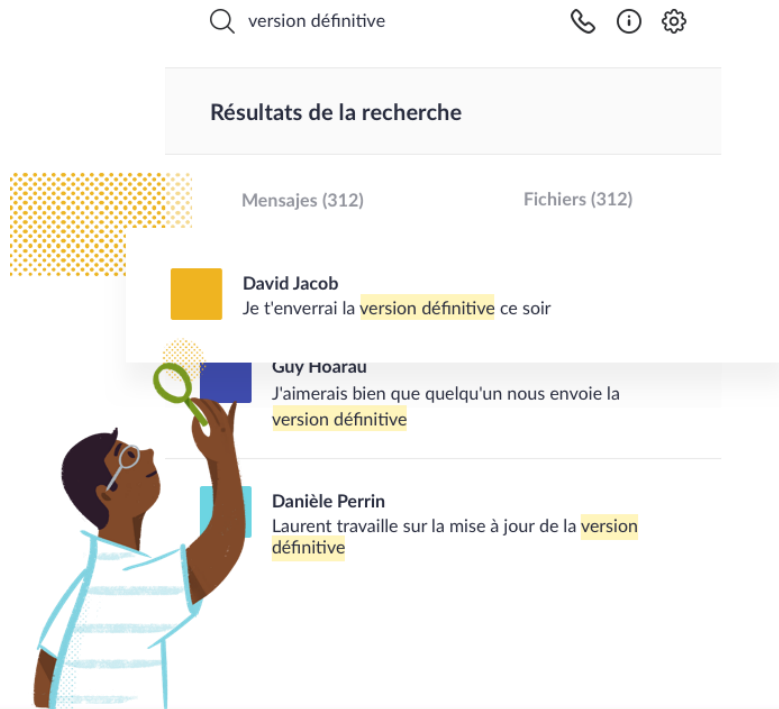 version définitive
Résultats de la recherche
Mensajes (312)
Fichiers (312)
David Jacob
Je t'enverrai la version définitive ce soir
Guy Hoarau
J'aimerais bien que quelqu'un nous envoie la
version définitive
Danièle Perrin
Laurent travaille sur la mise à jour de la version
définitive